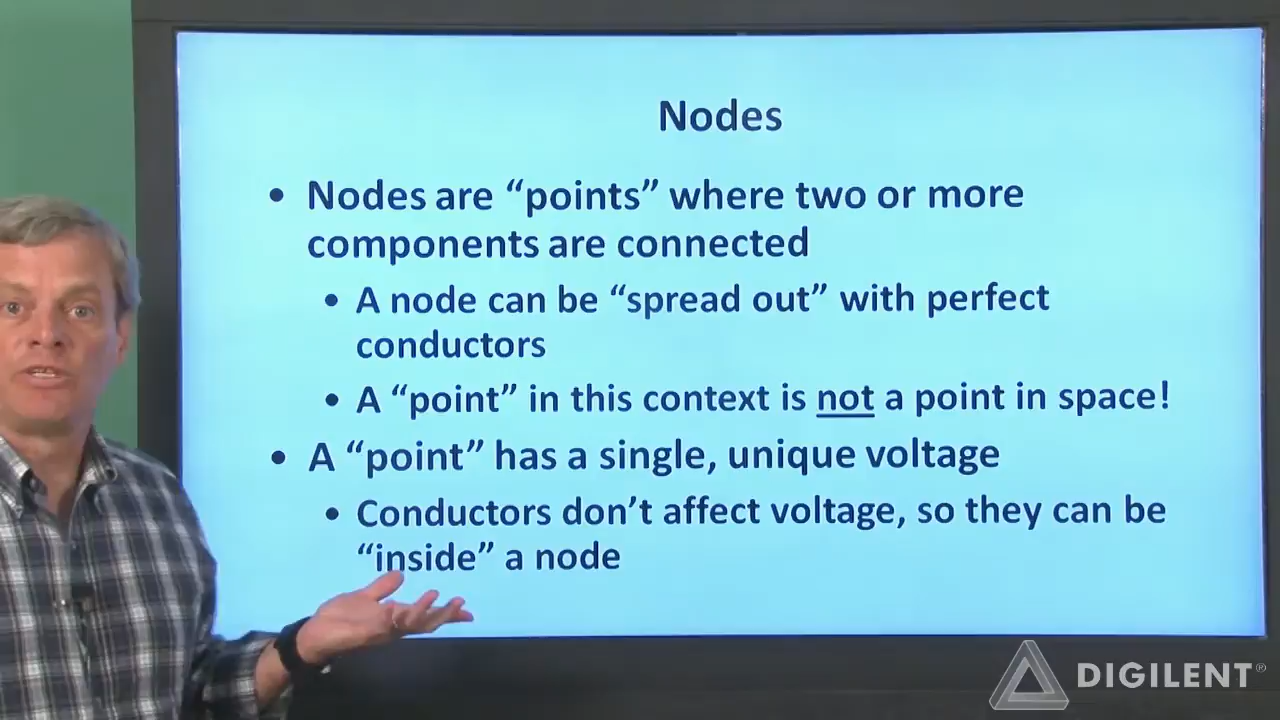 Nodes
• Nodes are “points” where two or more
components are connected
• A node can be “spread out” with perfect
conductors
• A “point” in this context is not a point in space!
• A “point” has a single, unique voltage
• Conductors don’t affect voltage, so they can be
“inside” a node
DIGILENT®